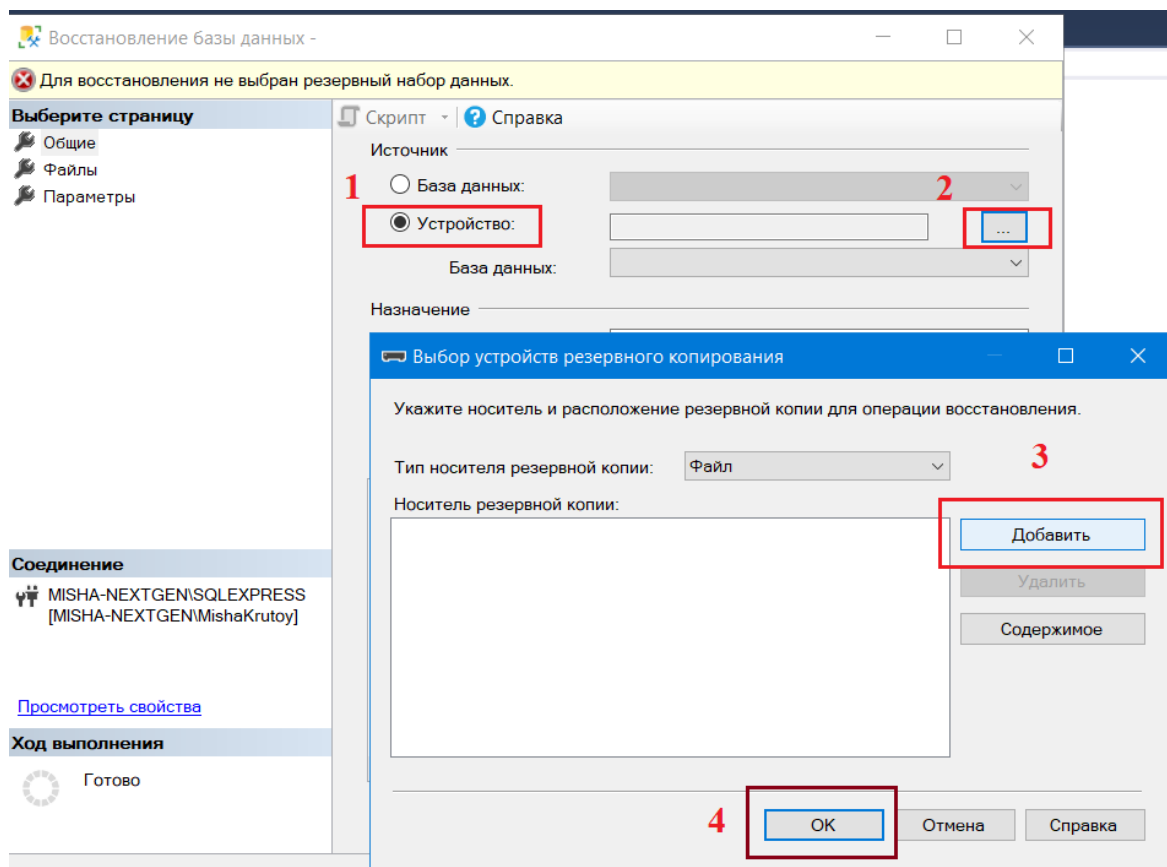 Восстановление базы данных -
Для восстановления не выбран резервный набор данных.
Выберите страницу
Общие
Файлы
Параметры
Скрипт
Справка
Источник
1
База данных:
2
Устройство:
...
База данных:
Назначение
Выбор устройств резервного копирования
Укажите носитель и расположение резервной копии для операции восстановления.
3
Тип носителя резервной копии: Файл
Носитель резервной копии:
Добавить
Удалить
Содержимое
Соединение
MISHA-NEXTGEN\SQLEXPRESS
[MISHA-NEXTGEN\MishaKrutoy]
Просмотреть свойства
Ход выполнения
Готово
4
ОК
Отмена
Справка